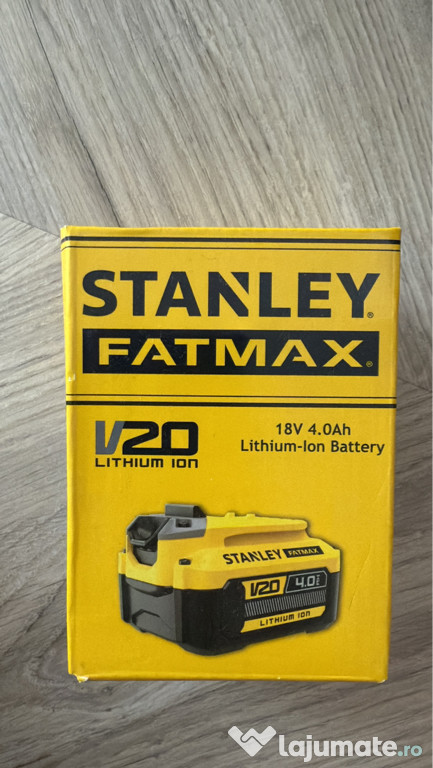 STANLEY®
FATMAX®
V20
LITHIUM ION
18V 4.0Ah
Lithium-Ion Battery
STANLEY FATMAX
V20 4.0
LITHIUM ION
lajumate.ro